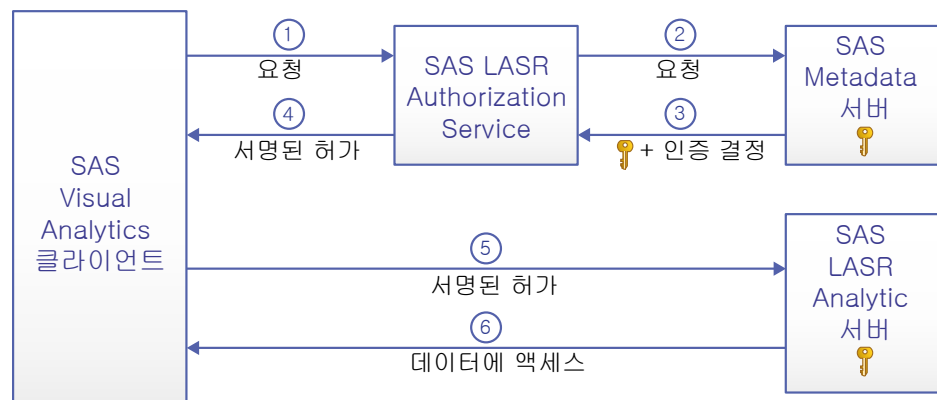 SAS
Visual
Analytics
클라이언트
1
요청
SAS LASR
Authorization
Service
2
요청
SAS
Metadata
서버
3
+ 인증 결정
4
서명된 허가
5
서명된 허가
SAS
LASR
Analytic
서버
6
데이터에 액세스